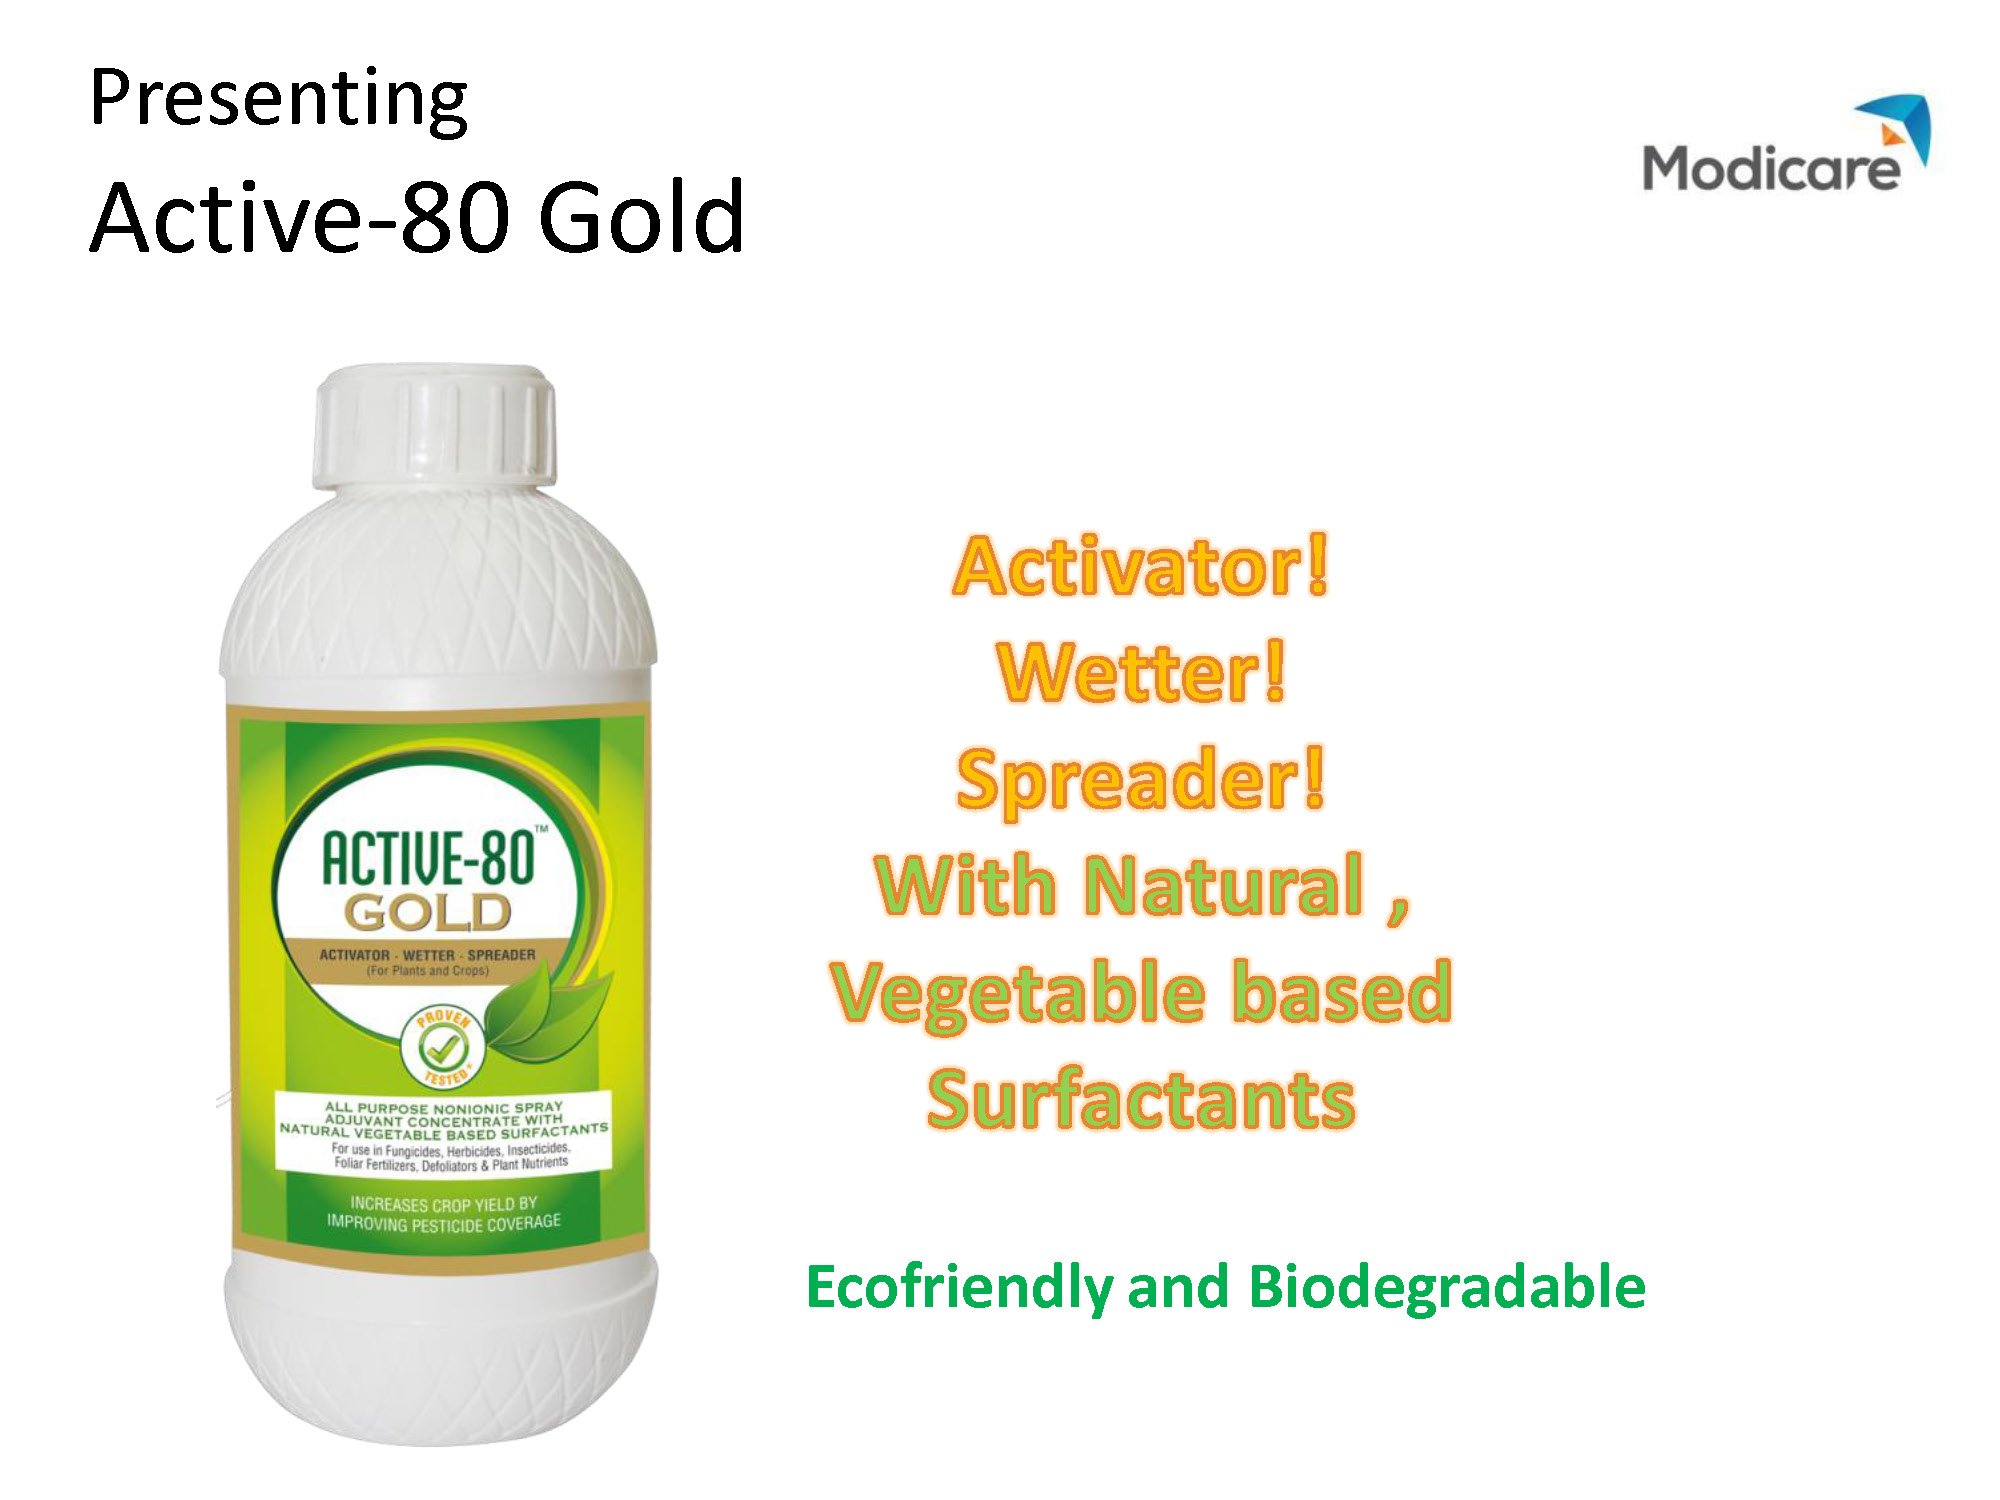 Presenting
Active-80 Gold
Modicare
Activator!
Wetter!
Spreader!
With Natural ,
Vegetable based
Surfactants
Ecofriendly and Biodegradable
ACTIVE-80™
GOLD
ACTIVATOR - WETTER - SPREADER
(For Plants and Crops)
PROVEN
TESTED*
ALL PURPOSE NONIONIC SPRAY
ADJUVANT CONCENTRATE WITH
NATURAL VEGETABLE BASED SURFACTANTS
For use in Fungicides, Herbicides, Insecticides,
Foliar Fertilizers, Defoliators & Plant Nutrients
INCREASES CROP YIELD BY
IMPROVING PESTICIDE COVERAGE